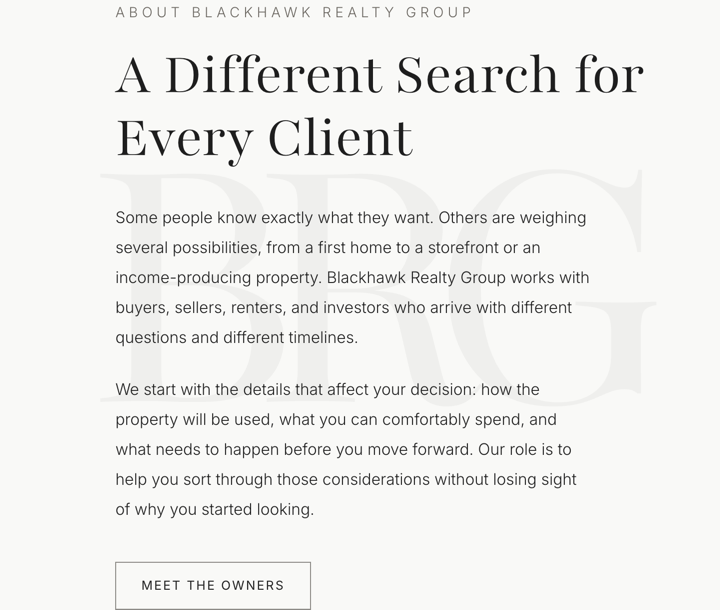 ABOUT BLACKHAWK REALTY GROUP
A Different Search for
Every Client
BRG
Some people know exactly what they want. Others are weighing
several possibilities, from a first home to a storefront or an
income-producing property. Blackhawk Realty Group works with
buyers, sellers, renters, and investors who arrive with different
questions and different timelines.
We start with the details that affect your decision: how the
property will be used, what you can comfortably spend, and
what needs to happen before you move forward. Our role is to
help you sort through those considerations without losing sight
of why you started looking.
MEET THE OWNERS